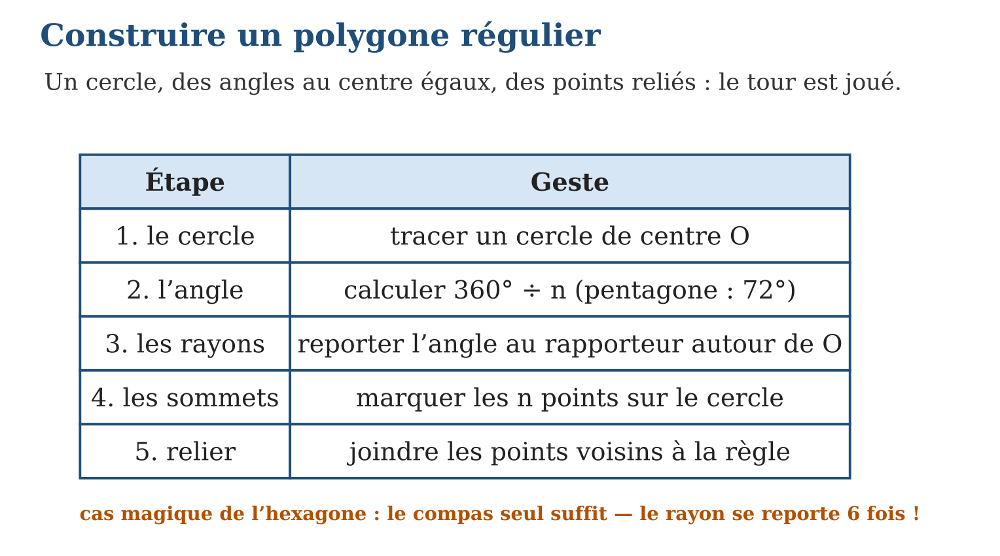 Construire un polygone régulier
Un cercle, des angles au centre égaux, des points reliés : le tour est joué.
Étape Geste
1. le cercle tracer un cercle de centre O
2. l’angle calculer 360° ÷ n (pentagone : 72°)
3. les rayons reporter l’angle au rapporteur autour de O
4. les sommets marquer les n points sur le cercle
5. relier joindre les points voisins à la règle
cas magique de l’hexagone : le compas seul suffit — le rayon se reporte 6 fois !